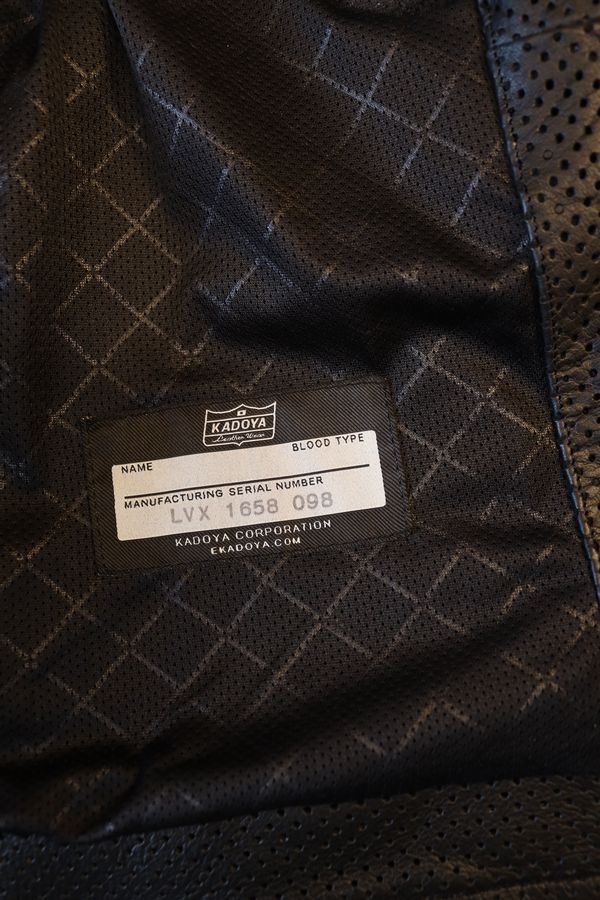 KADOYA
Leather Wear
NAME
BLOOD TYPE
MANUFACTURING SERIAL NUMBER
LVX 1658 098
KADOYA CORPORATION
EKADOYA.COM